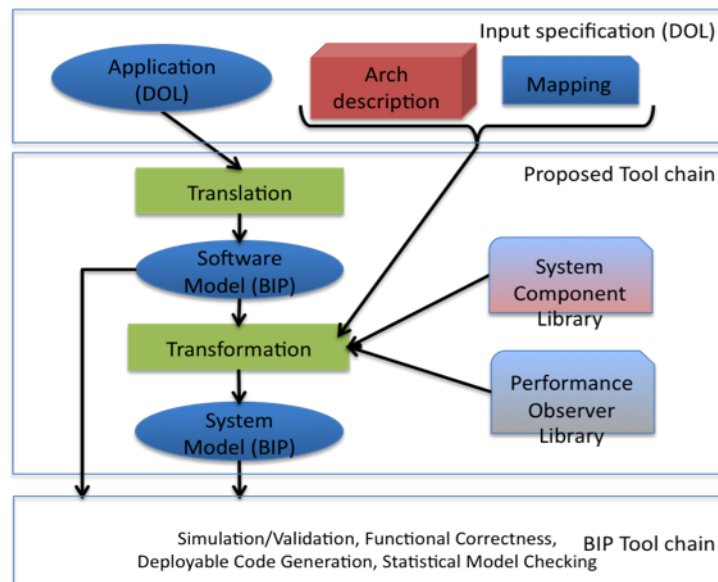 Input specification (DOL)
Application
(DOL)
Arch
description
Mapping
Proposed Tool chain
Translation
Software
Model (BIP)
System
Component
Library
Transformation
Performance
Observer
Library
System
Model (BIP)
Simulation/Validation, Functional Correctness,
Deployable Code Generation, Statistical Model Checking
BIP Tool chain